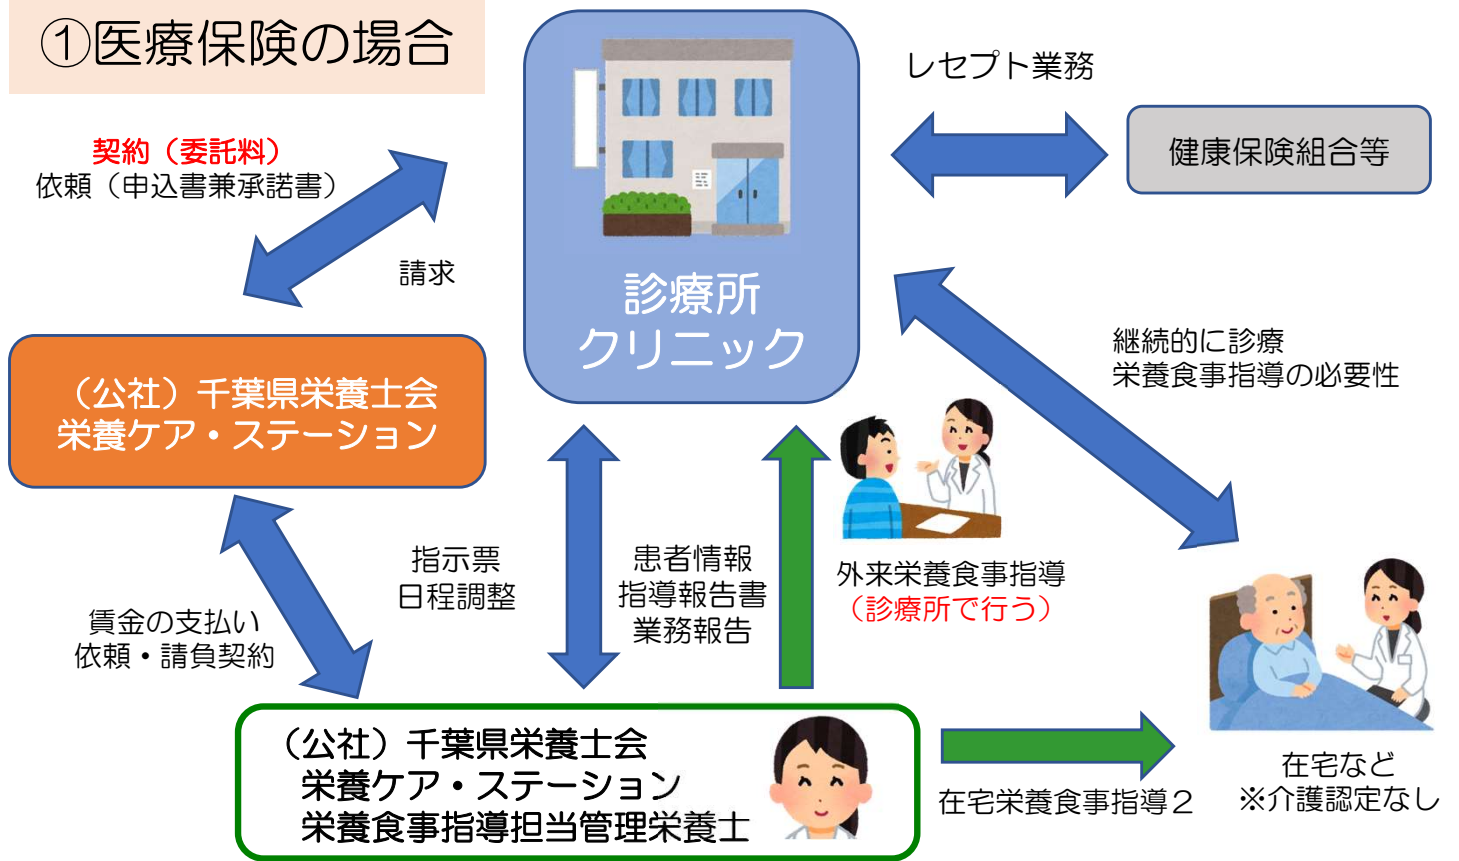 ①医療保険の場合
契約（委託料）
依頼（申込書兼承諾書）
請求
診療所
クリニック
レセプト業務
健康保険組合等
（公社）千葉県栄養士会
栄養ケア・ステーション
継続的に診療
栄養食事指導の必要性
指示票
日程調整
患者情報
指導報告書
業務報告
外来栄養食事指導
（診療所で行う）
賃金の支払い
依頼・請負契約
（公社）千葉県栄養士会
栄養ケア・ステーション
栄養食事指導担当管理栄養士
在宅栄養食事指導２
在宅など
※介護認定なし